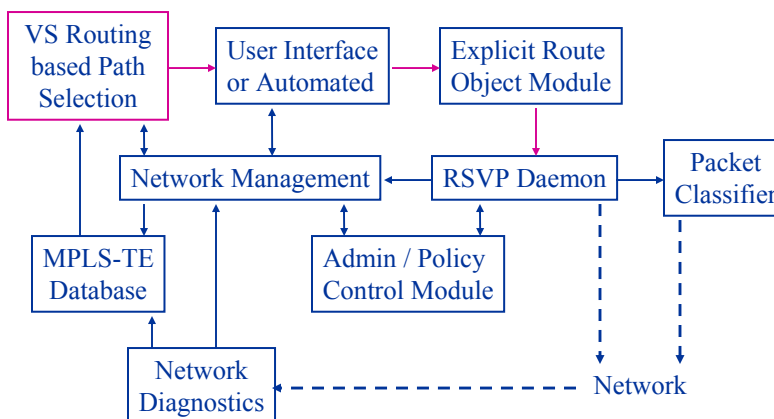 VS Routing
based Path
Selection
User Interface
or Automated
Explicit Route
Object Module
Network Management
RSVP Daemon
Packet
Classifier
MPLS-TE
Database
Admin / Policy
Control Module
Network
Diagnostics
Network